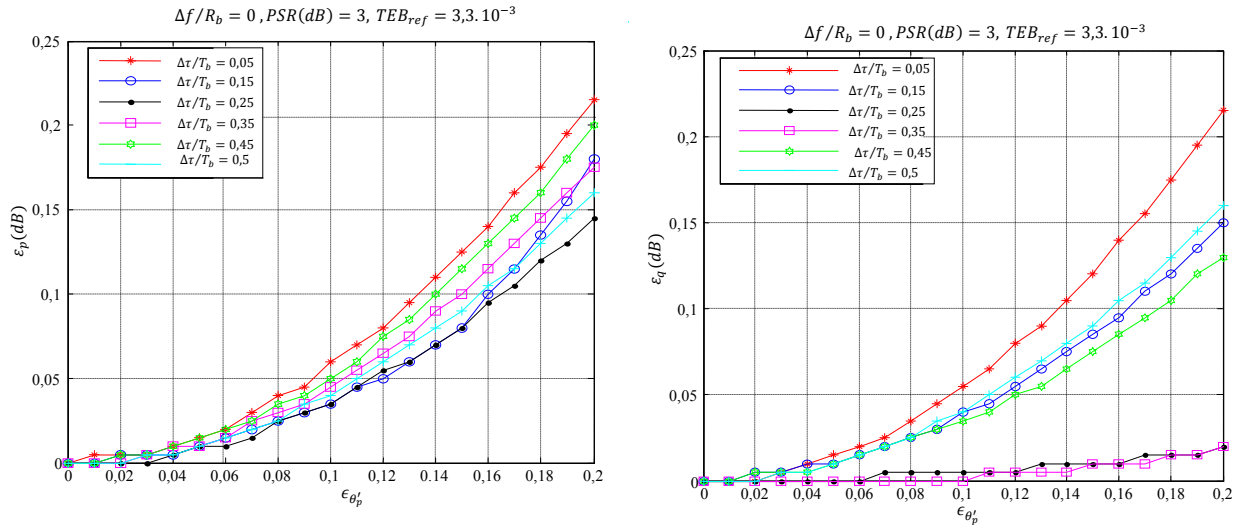 Δf/R_b = 0 , PSR(dB) = 3, TEB_ref = 3,3. 10⁻³
0,25
0,2
0,15
0,1
0,05
0
ε_p(dB)
Δτ/T_b = 0,05
Δτ/T_b = 0,15
Δτ/T_b = 0,25
Δτ/T_b = 0,35
Δτ/T_b = 0,45
Δτ/T_b = 0,5
0 0,02 0,04 0,06 0,08 0,1 0,12 0,14 0,16 0,18 0,2
ϵ_θ′_p
Δf/R_b = 0 , PSR(dB) = 3, TEB_ref = 3,3. 10⁻³
0,25
0,2
0,15
0,1
0,05
0
ε_q(dB)
Δτ/T_b = 0,05
Δτ/T_b = 0,15
Δτ/T_b = 0,25
Δτ/T_b = 0,35
Δτ/T_b = 0,45
Δτ/T_b = 0,5
0 0,02 0,04 0,06 0,08 0,1 0,12 0,14 0,16 0,18 0,2
ϵ_θ′_p